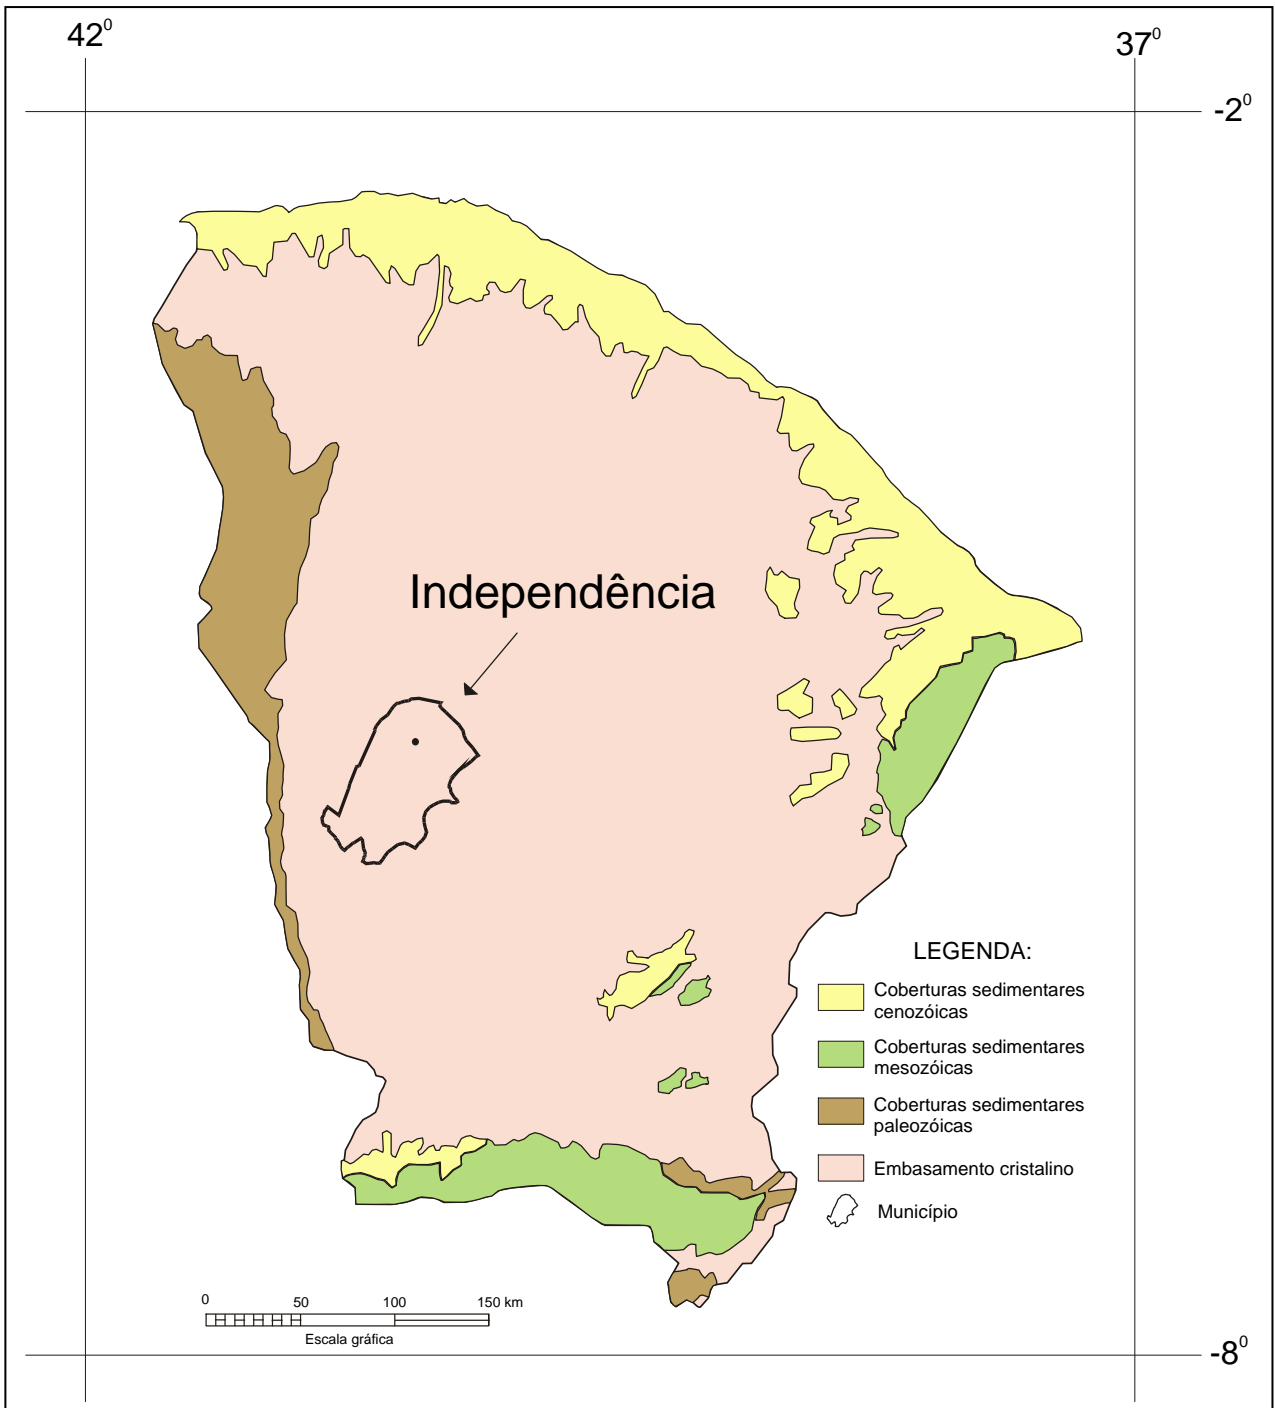 42⁰
37⁰
-2⁰
Independência
LEGENDA:
Coberturas sedimentares
cenozóicas
Coberturas sedimentares
mesozóicas
Coberturas sedimentares
paleozóicas
Embasamento cristalino
Município
0 50 100 150 km
Escala gráfica
-8⁰